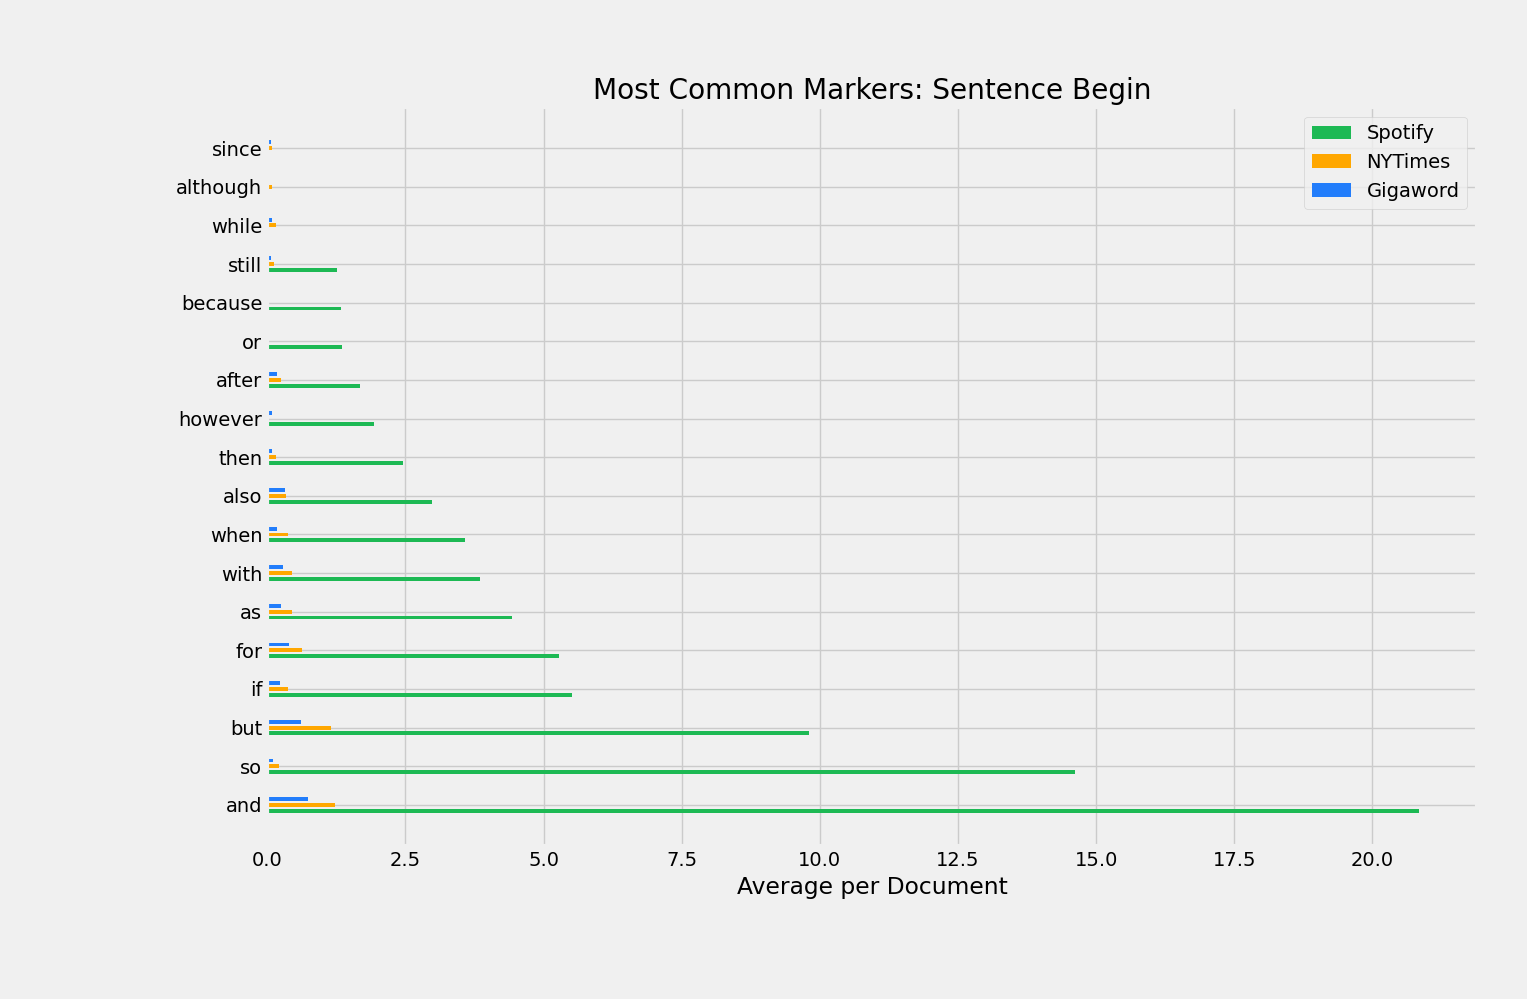 Most Common Markers: Sentence Begin
Spotify
NYTimes
Gigaword
since
although
while
still
because
or
after
however
then
also
when
with
as
for
if
but
so
and
0.0 2.5 5.0 7.5 10.0 12.5 15.0 17.5 20.0
Average per Document